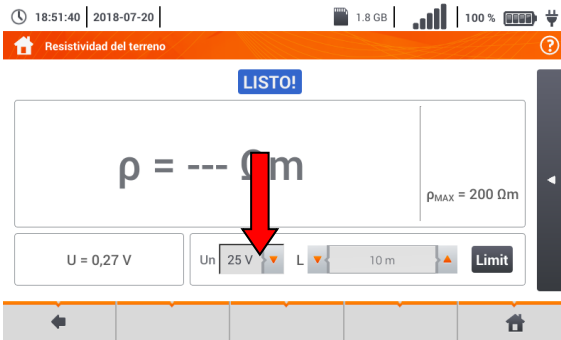 18:51:40 2018-07-20 1.8 GB 100 %
Resistividad del terreno ?
LISTO!
ρ = --- Ωm
ρMAX = 200 Ωm
U = 0,27 V Un 25 V L 10 m Limit